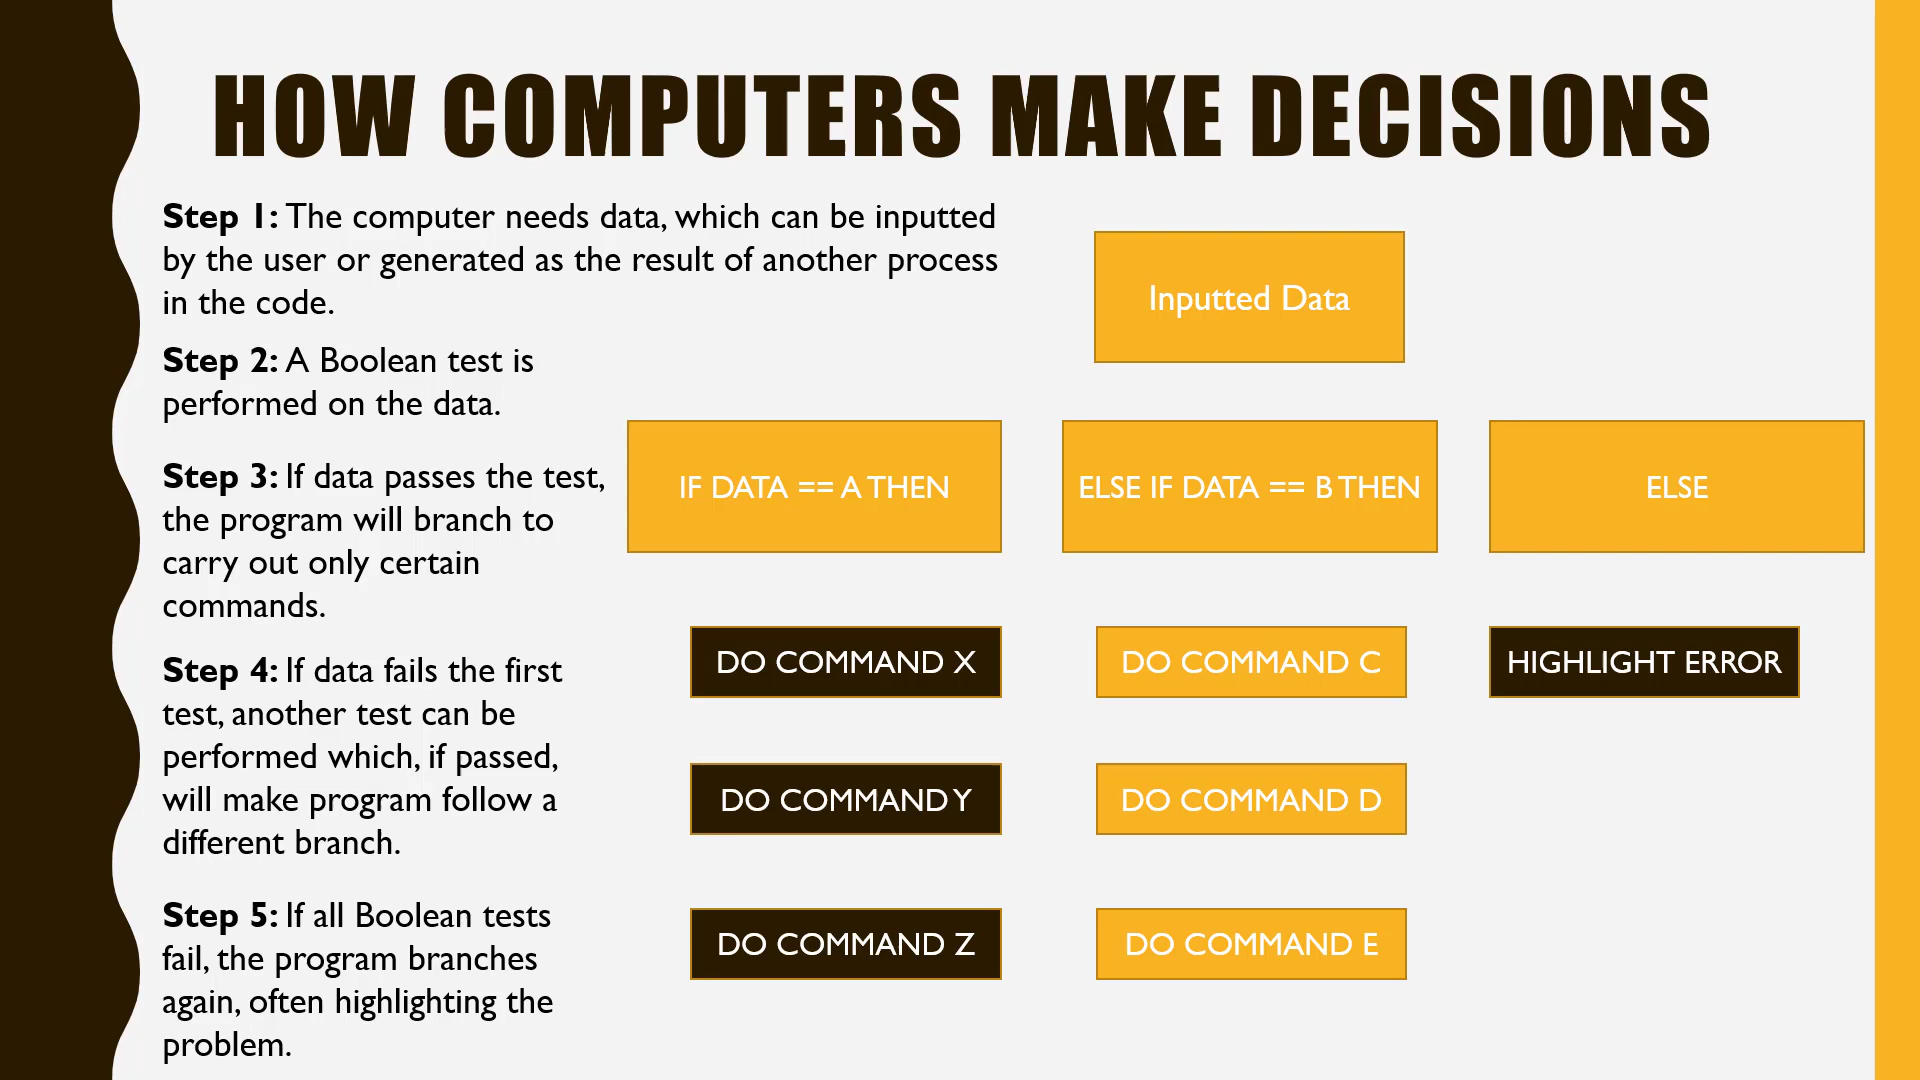 HOW COMPUTERS MAKE DECISIONS
Step 1: The computer needs data, which can be inputted
by the user or generated as the result of another process
in the code.
Step 2: A Boolean test is
performed on the data.
Step 3: If data passes the test,
the program will branch to
carry out only certain
commands.
Step 4: If data fails the first
test, another test can be
performed which, if passed,
will make program follow a
different branch.
Step 5: If all Boolean tests
fail, the program branches
again, often highlighting the
problem.
Inputted Data
IF DATA == A THEN
ELSE IF DATA == B THEN
ELSE
DO COMMAND X
DO COMMAND C
HIGHLIGHT ERROR
DO COMMAND Y
DO COMMAND D
DO COMMAND Z
DO COMMAND E